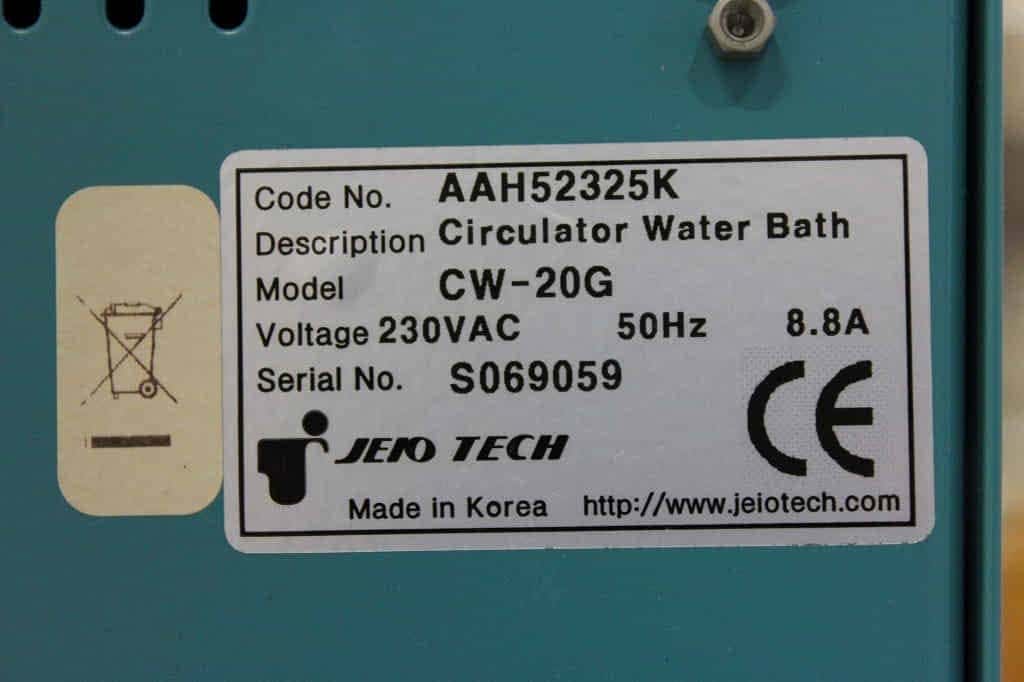 Code No. AAH52325K
Description Circulator Water Bath
Model CW-20G
Voltage 230VAC 50Hz 8.8A
Serial No. S069059
JEIO TECH
CE
Made in Korea http://www.jeiotech.com